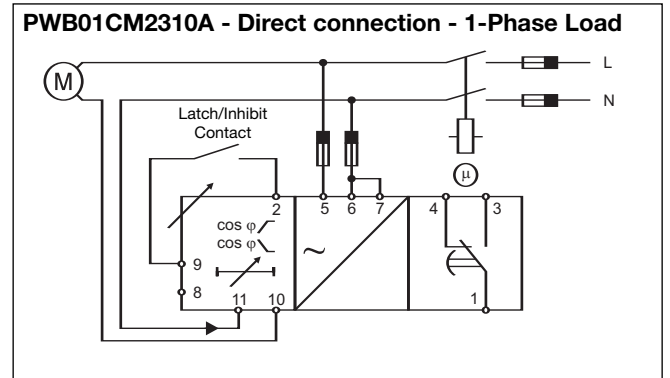 PWB01CM2310A - Direct connection - 1-Phase Load
M
L
N
Latch/Inhibit
Contact
μ
2
5
6
7
4
3
cos φ
cos φ
~
9
8
11
10
1